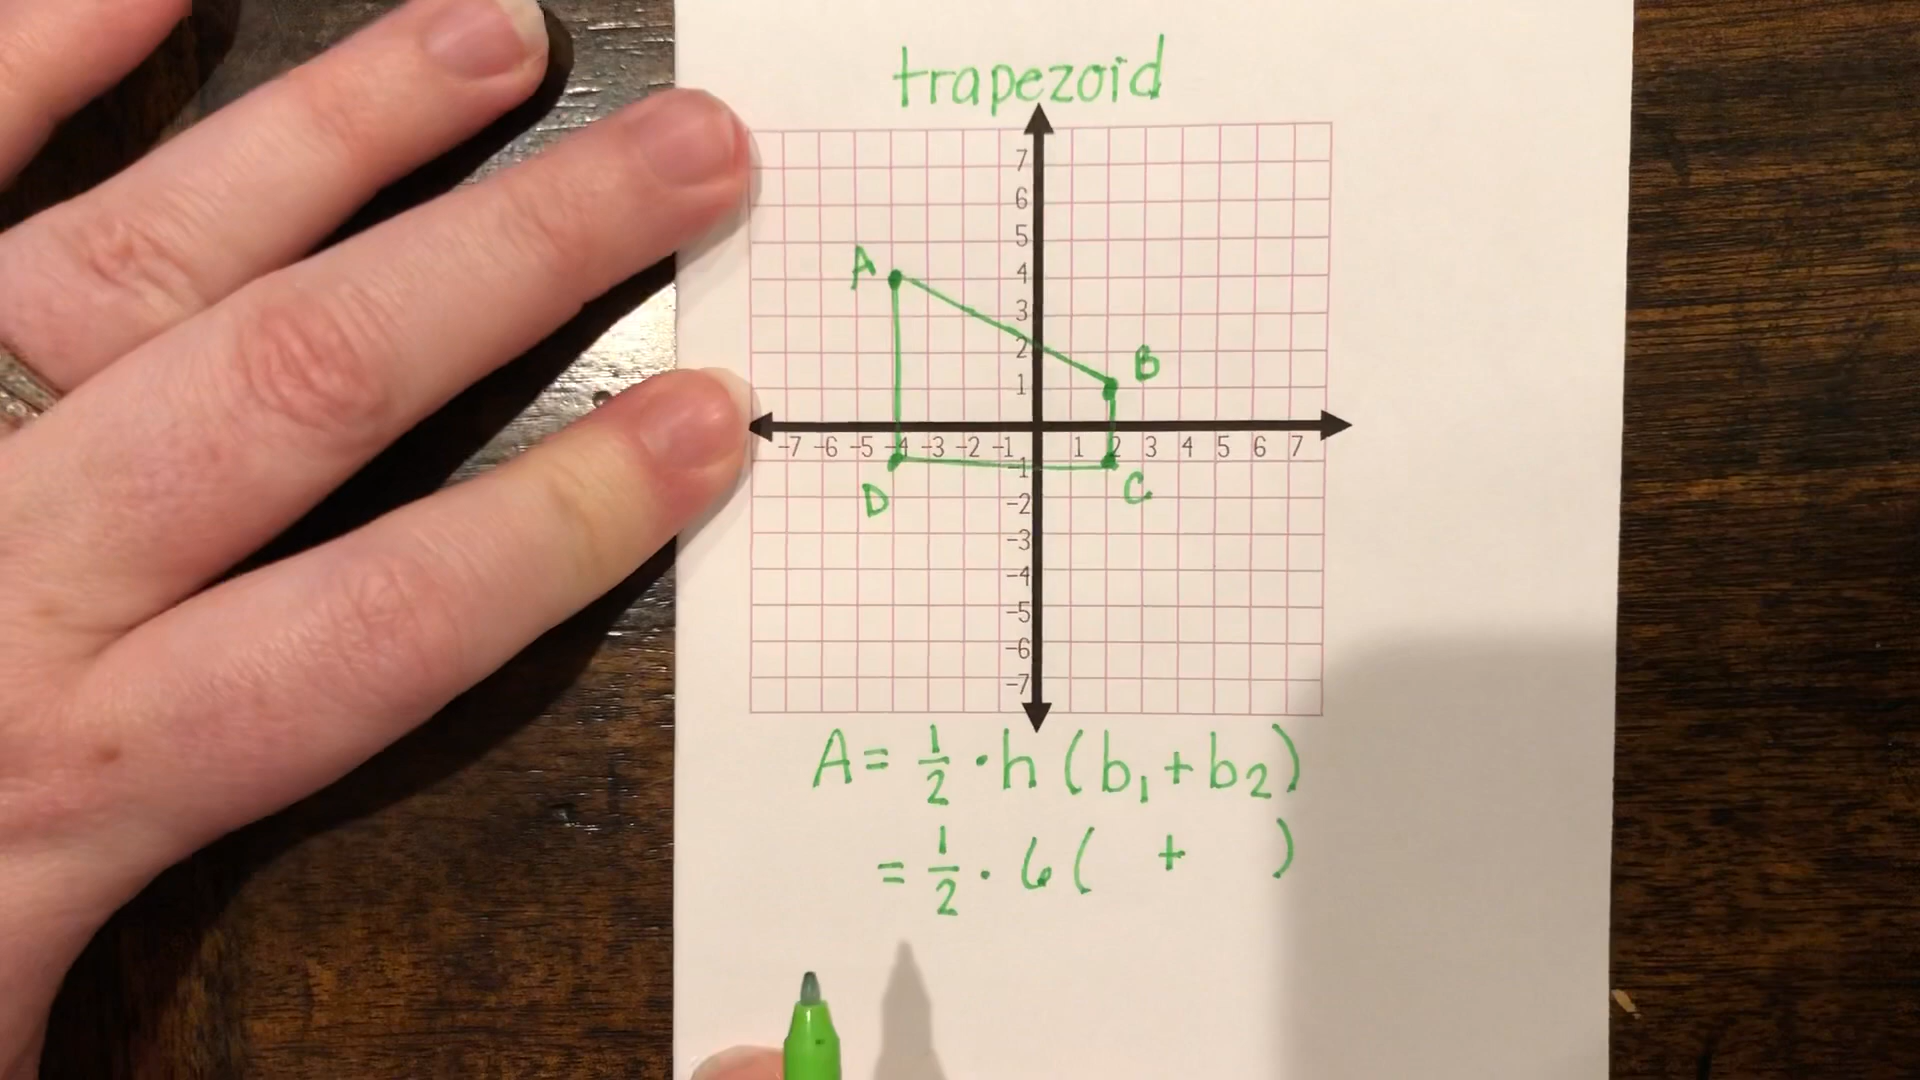 trapezoid
7
6
5
A 4
3
2 B
1
-7 -6 -5 -4 -3 -2 -1 1 2 3 4 5 6 7
-1
D C
-2
-3
-4
-5
-6
-7
A = 1/2 · h (b₁ + b₂)
= 1/2 · 6 ( + )